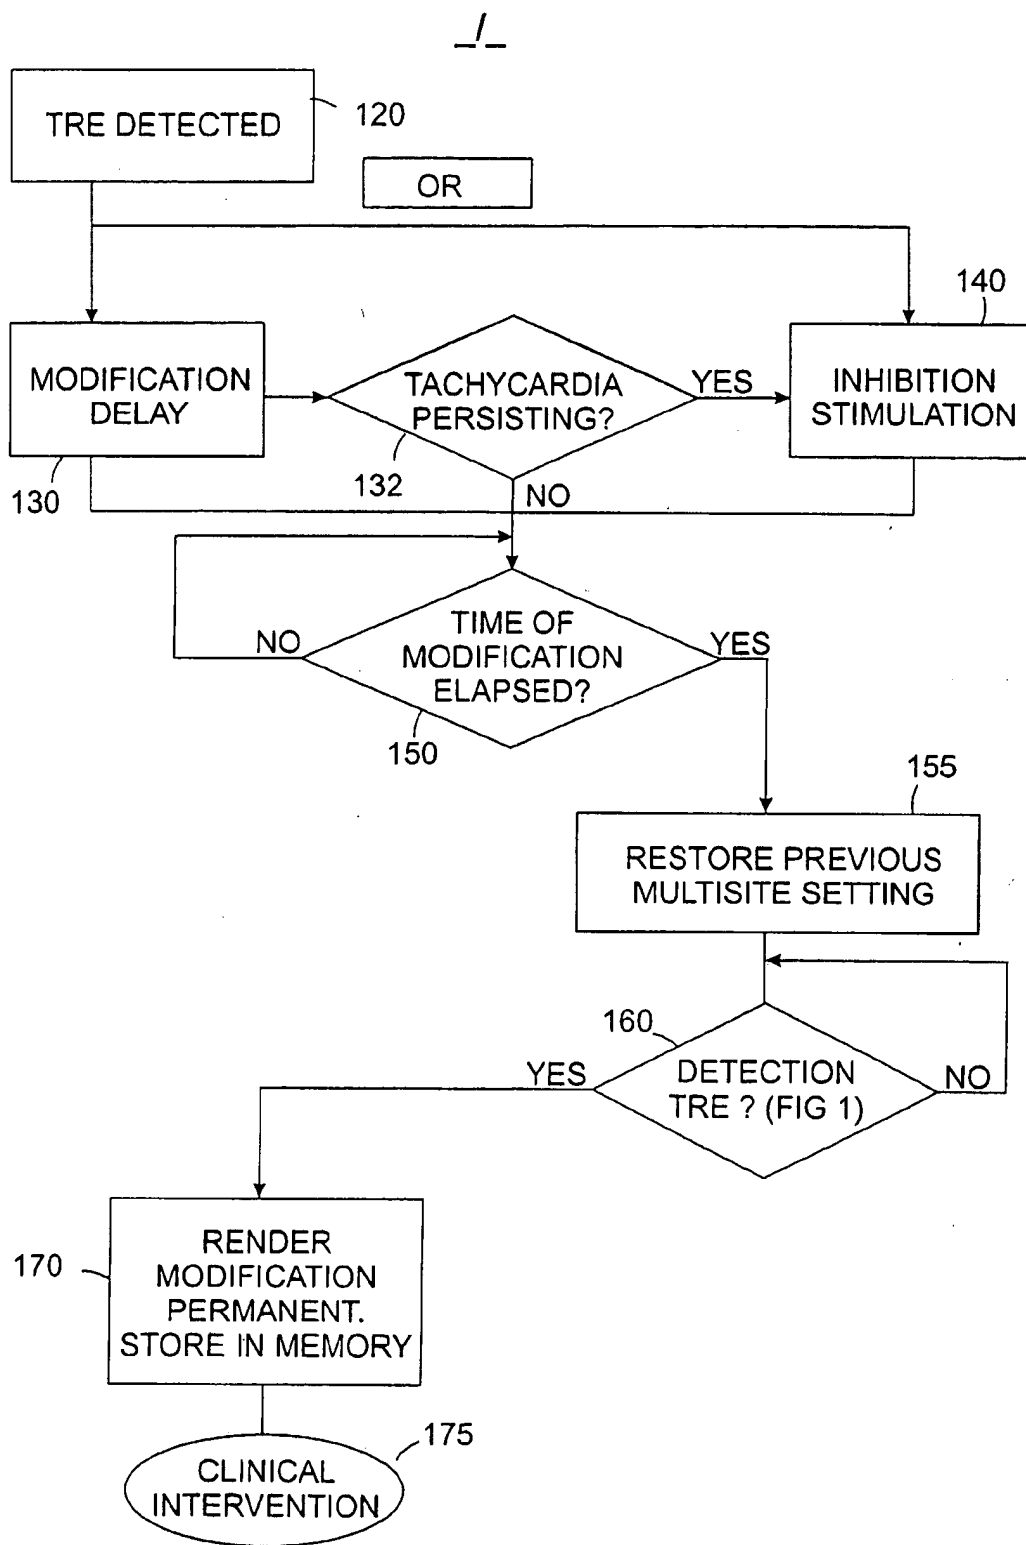 _/_
TRE DETECTED
120
OR
140
MODIFICATION
DELAY
TACHYCARDIA
PERSISTING?
YES
INHIBITION
STIMULATION
130
132
NO
TIME OF
MODIFICATION
ELAPSED?
NO
YES
150
155
RESTORE PREVIOUS
MULTISITE SETTING
160
DETECTION
TRE ? (FIG 1)
YES
NO
170
RENDER
MODIFICATION
PERMANENT.
STORE IN MEMORY
175
CLINICAL
INTERVENTION